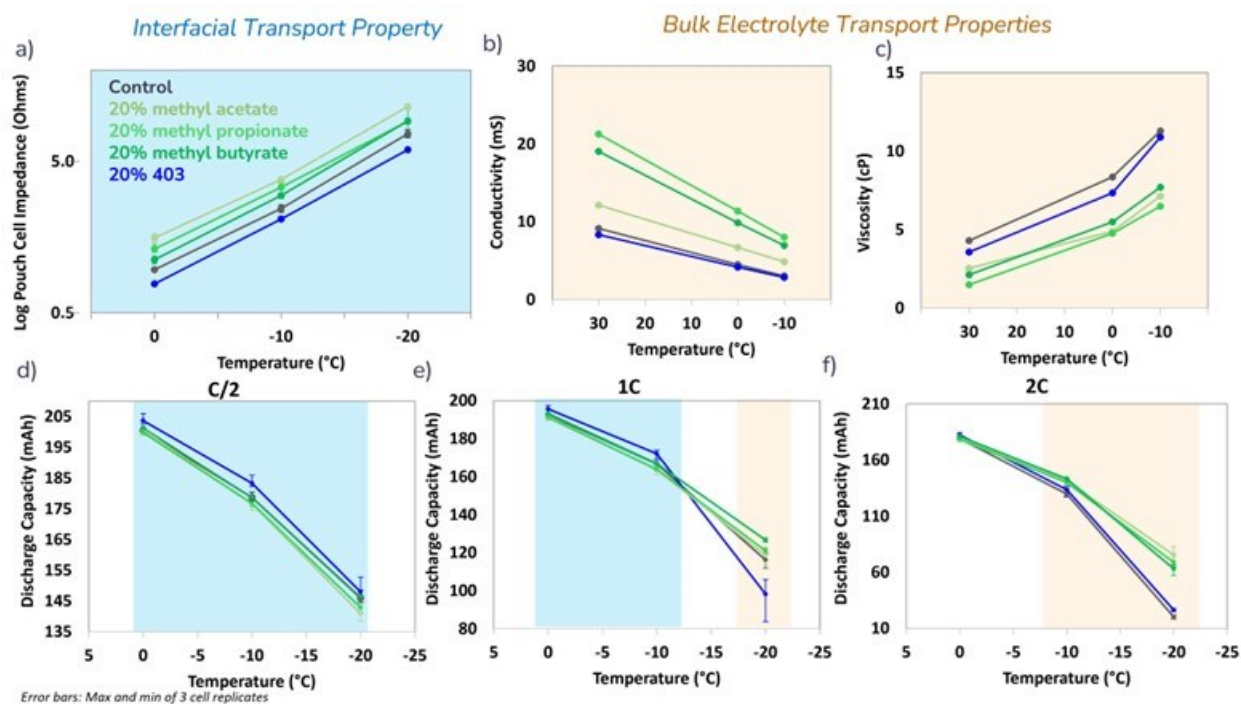 Interfacial Transport Property
Bulk Electrolyte Transport Properties
a)
Log Pouch Cell Impedance (Ohms)
5.0
0.5
Control
20% methyl acetate
20% methyl propionate
20% methyl butyrate
20% 403
0 -10 -20
Temperature (°C)
b)
Conductivity (mS)
30
20
10
0
30 20 10 0 -10
Temperature (°C)
c)
Viscosity (cP)
15
10
5
0
30 20 10 0 -10
Temperature (°C)
d)
C/2
Discharge Capacity (mAh)
205
195
185
175
165
155
145
135
5 0 -5 -10 -15 -20 -25
Temperature (°C)
e)
1C
Discharge Capacity (mAh)
200
180
160
140
120
100
80
5 0 -5 -10 -15 -20 -25
Temperature (°C)
f)
2C
Discharge Capacity (mAh)
210
160
110
60
10
5 0 -5 -10 -15 -20 -25
Temperature (°C)
Error bars: Max and min of 3 cell replicates